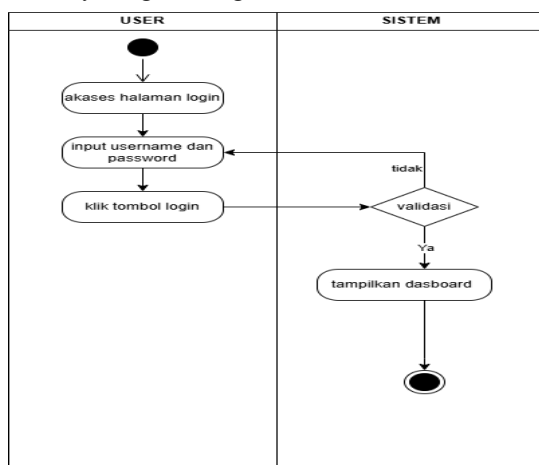 USER
SISTEM
akases halaman login
input username dan
password
tidak
klik tombol login
validasi
Ya
tampilkan dasboard